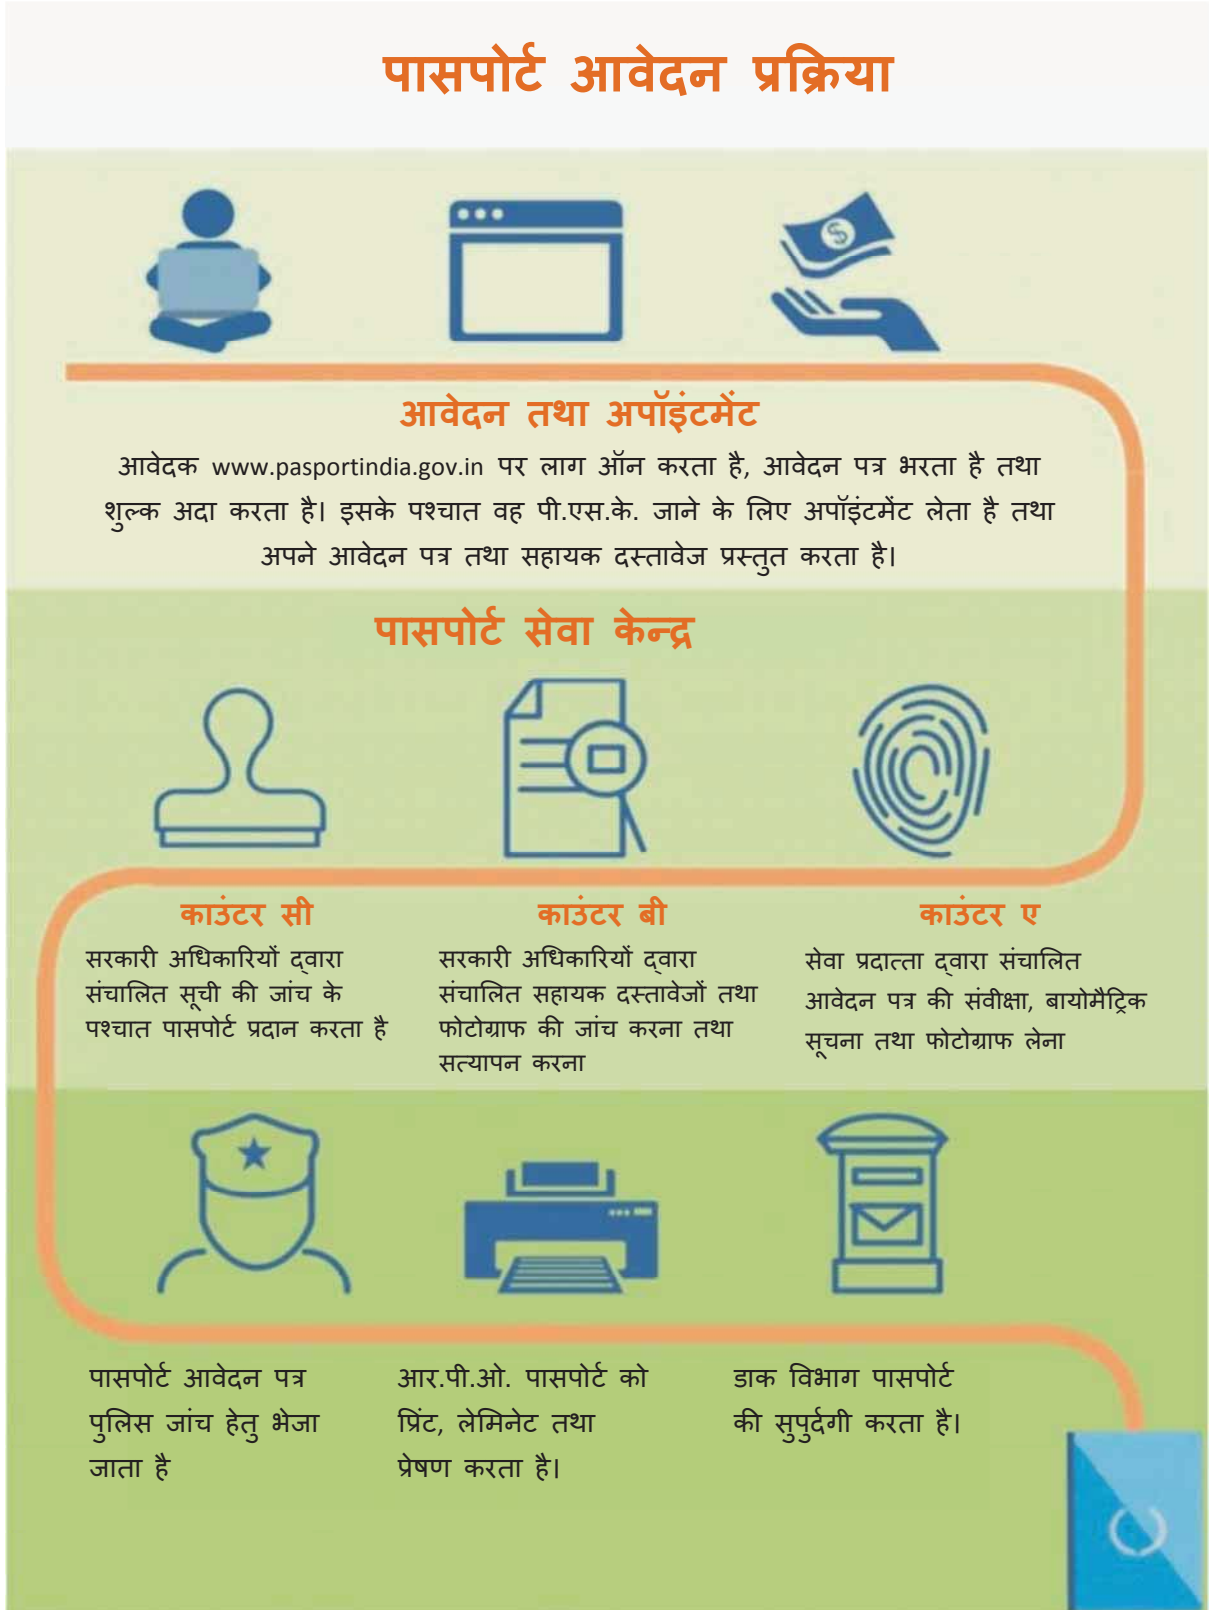 पासपोर्ट आवेदन प्रक्रिया
आवेदन तथा अपॉइंटमेंट
आवेदक www.pasportindia.gov.in पर लाग ऑन करता है, आवेदन पत्र भरता है तथा
शुल्क अदा करता है। इसके पश्चात वह पी.एस.के. जाने के लिए अपॉइंटमेंट लेता है तथा
अपने आवेदन पत्र तथा सहायक दस्तावेज प्रस्तुत करता है।
पासपोर्ट सेवा केन्द्र
काउंटर सी
सरकारी अधिकारियों द्वारा
संचालित सूची की जांच के
पश्चात पासपोर्ट प्रदान करता है
काउंटर बी
सरकारी अधिकारियों द्वारा
संचालित सहायक दस्तावेजों तथा
फोटोग्राफ की जांच करना तथा
सत्यापन करना
काउंटर ए
सेवा प्रदात्ता द्वारा संचालित
आवेदन पत्र की संवीक्षा, बायोमैट्रिक
सूचना तथा फोटोग्राफ लेना
पासपोर्ट आवेदन पत्र
पुलिस जांच हेतु भेजा
जाता है
आर.पी.ओ. पासपोर्ट को
प्रिंट, लेमिनेट तथा
प्रेषण करता है।
डाक विभाग पासपोर्ट
की सुपुर्दगी करता है।